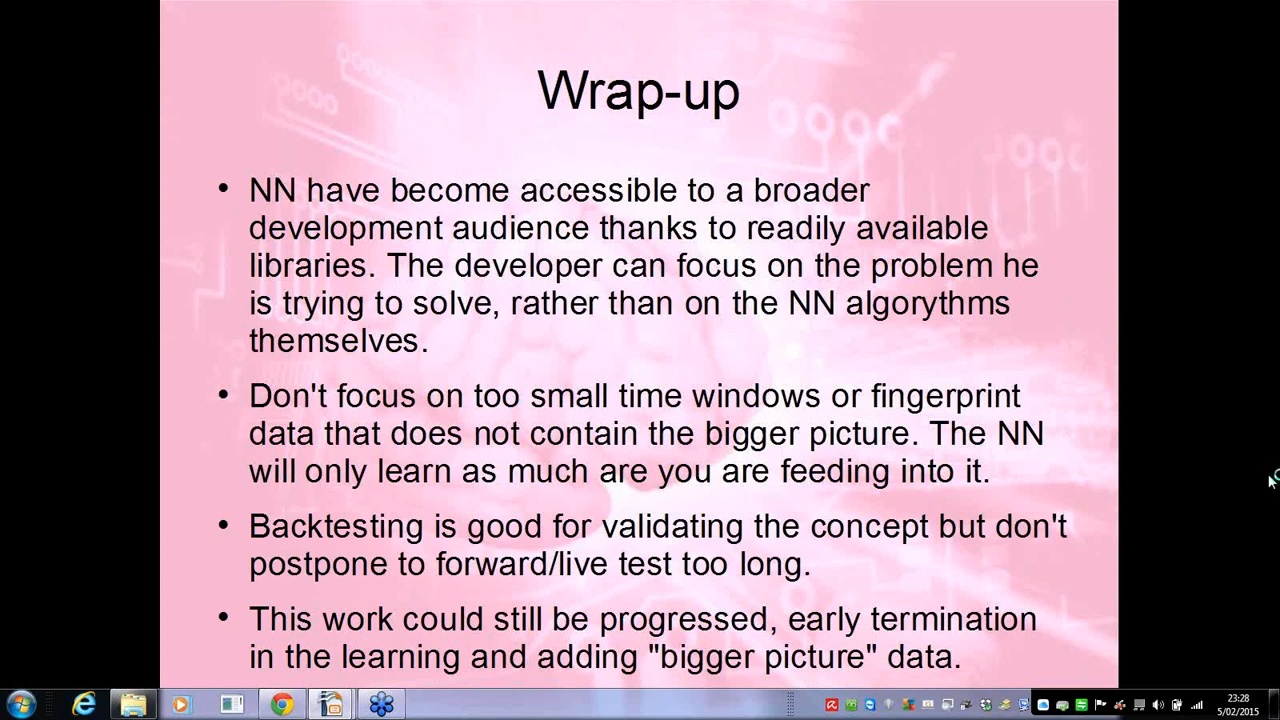 Wrap-up
• NN have become accessible to a broader
development audience thanks to readily available
libraries. The developer can focus on the problem he
is trying to solve, rather than on the NN algorythms
themselves.
• Don't focus on too small time windows or fingerprint
data that does not contain the bigger picture. The NN
will only learn as much are you are feeding into it.
• Backtesting is good for validating the concept but don't
postpone to forward/live test too long.
• This work could still be progressed, early termination
in the learning and adding "bigger picture" data.
23:28
5/02/2015